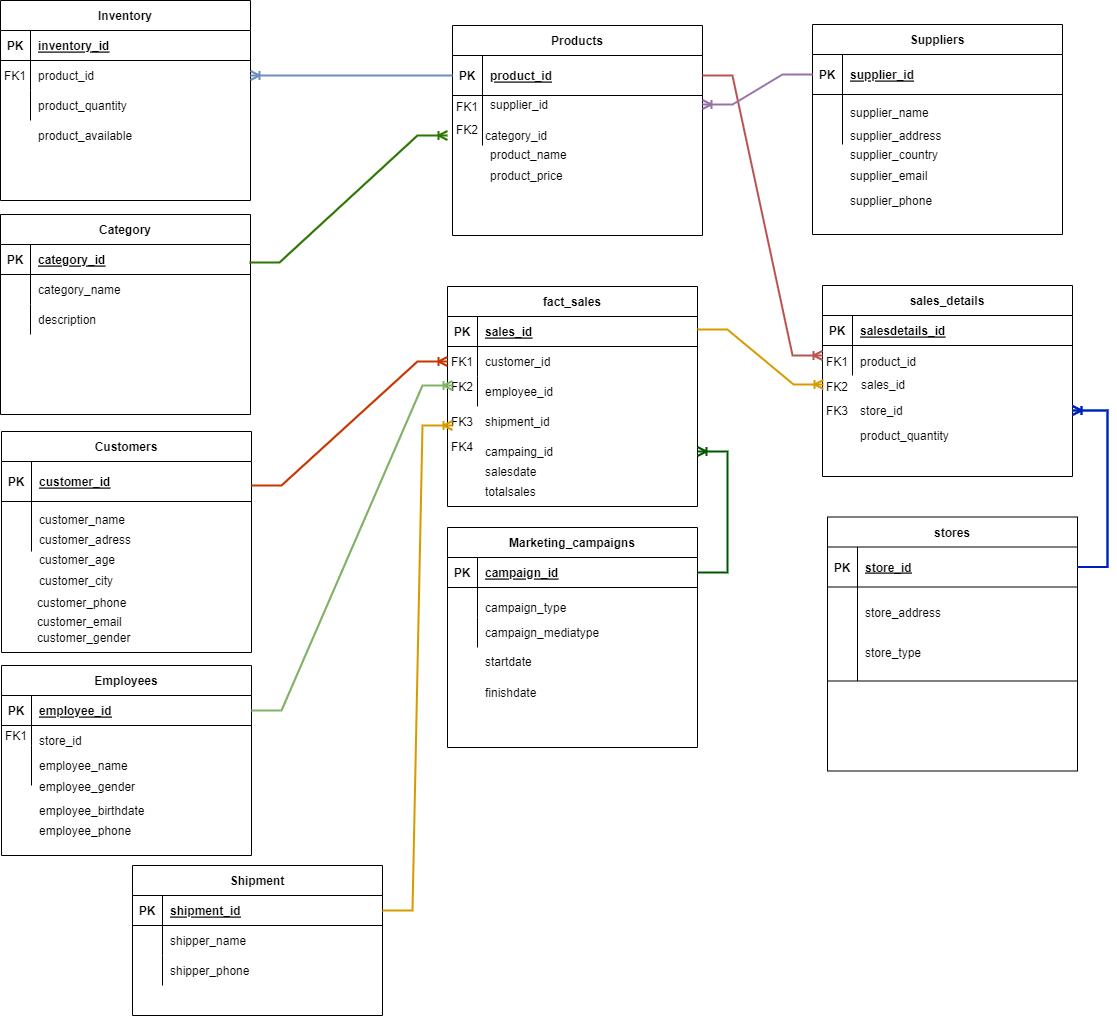 Inventory
PK inventory_id
FK1 product_id
product_quantity
product_available
Products
PK product_id
FK1 supplier_id
FK2 category_id
product_name
product_price
Suppliers
PK supplier_id
supplier_name
supplier_address
supplier_country
supplier_email
supplier_phone
Category
PK category_id
category_name
description
fact_sales
PK sales_id
FK1 customer_id
FK2 employee_id
FK3 shipment_id
FK4 campaing_id
salesdate
totalsales
sales_details
PK salesdetails_id
FK1 product_id
FK2 sales_id
FK3 store_id
product_quantity
Customers
PK customer_id
customer_name
customer_adress
customer_age
customer_city
customer_phone
customer_email
customer_gender
Marketing_campaigns
PK campaign_id
campaign_type
campaign_mediatype
startdate
finishdate
stores
PK store_id
store_address
store_type
Employees
PK employee_id
FK1 store_id
employee_name
employee_gender
employee_birthdate
employee_phone
Shipment
PK shipment_id
shipper_name
shipper_phone